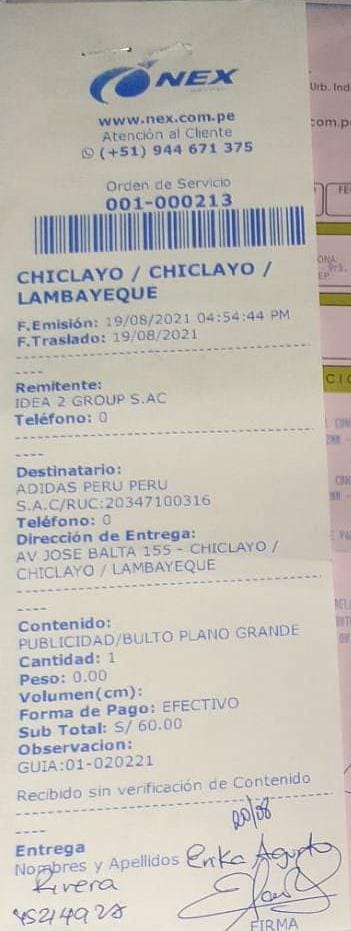 NEX
www.nex.com.pe
Atención al Cliente
(+51) 944 671 375
Orden de Servicio
001-000213
CHICLAYO / CHICLAYO /
LAMBAYEQUE
F.Emisión: 19/08/2021 04:54:44 PM
F.Traslado: 19/08/2021
----
Remitente:
IDEA 2 GROUP S.AC
Teléfono: 0
----
Destinatario:
ADIDAS PERU PERU
S.A.C/RUC:20347100316
Teléfono: 0
Dirección de Entrega:
AV JOSE BALTA 155 - CHICLAYO /
CHICLAYO / LAMBAYEQUE
----
Contenido:
PUBLICIDAD/BULTO PLANO GRANDE
Cantidad: 1
Peso: 0.00
Volumen(cm):
Forma de Pago: EFECTIVO
Sub Total: S/ 60.00
Observacion:
GUIA:01-020221
Recibido sin verificación de Contenido
20/08
----
Entrega
Nombres y Apellidos Erika Agurto
Rivera
FIRMA
Urb. Ind
com.p